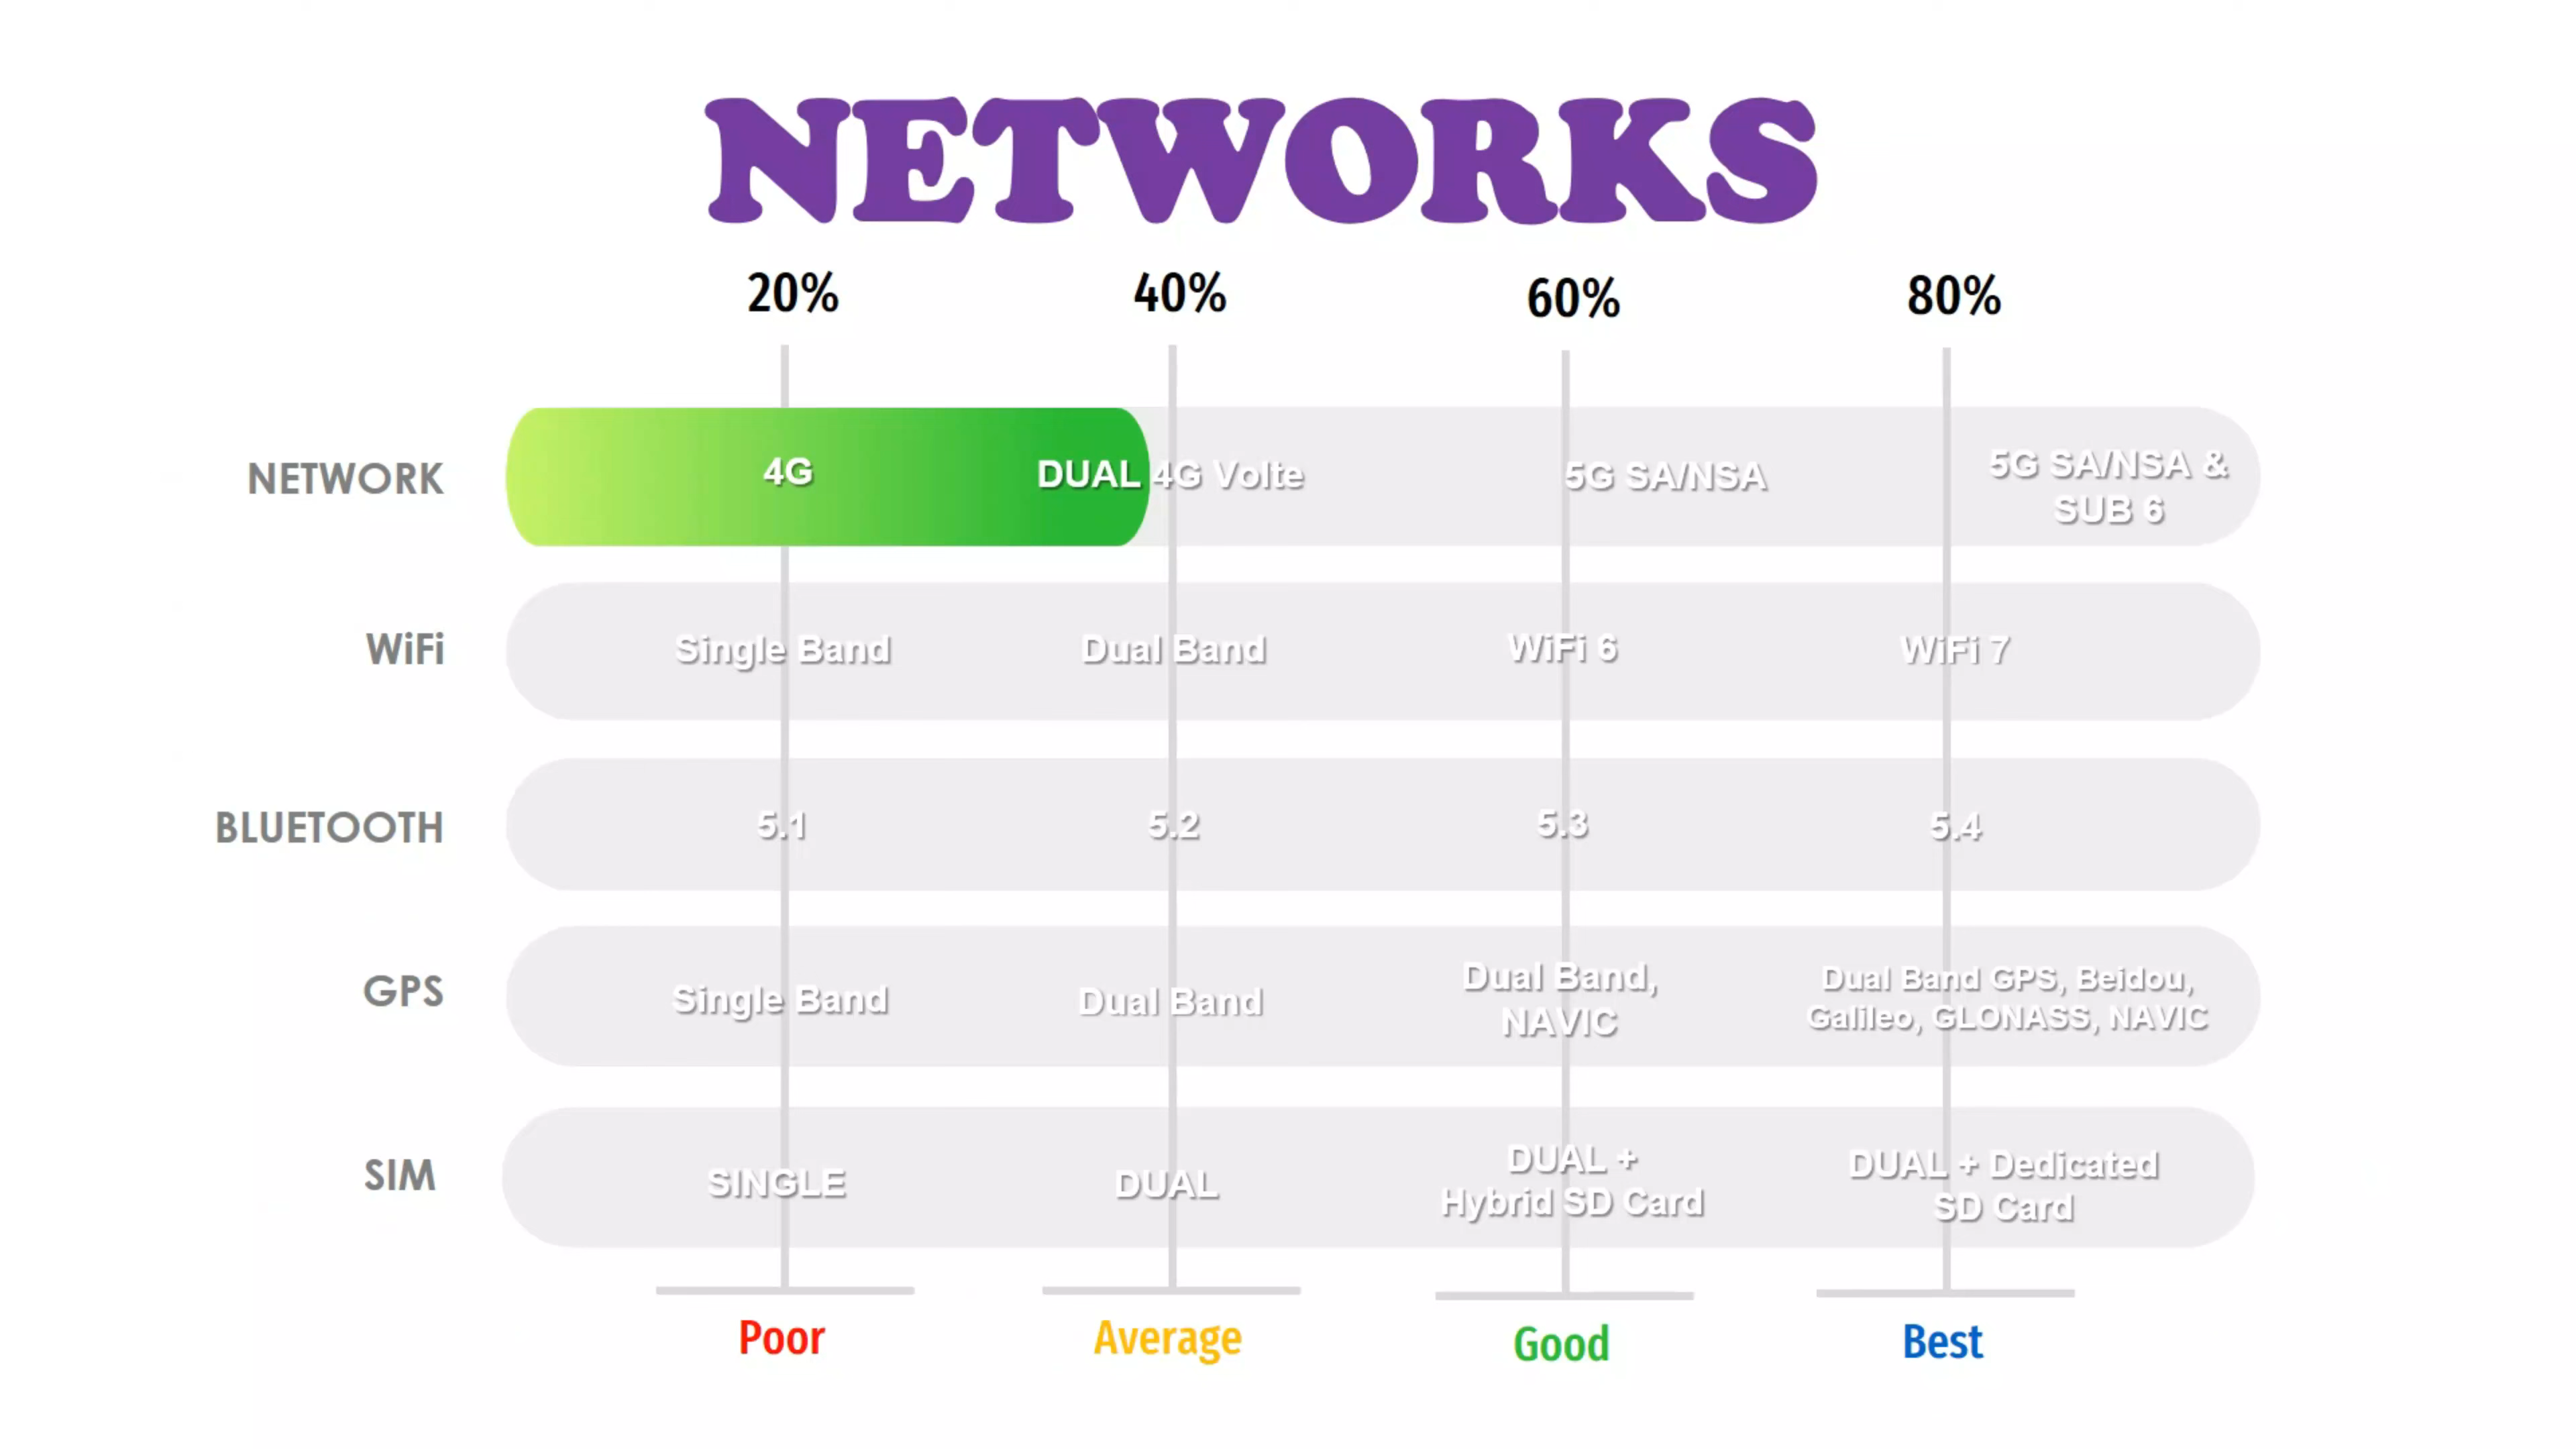 NETWORKS
20% 40% 60% 80%
NETWORK 4G DUAL 4G Volte 5G SA/NSA 5G SA/NSA &
SUB 6
WiFi Single Band Dual Band WiFi 6 WiFi 7
BLUETOOTH 5.1 5.2 5.3 5.4
GPS Single Band Dual Band Dual Band,
NAVIC
Dual Band GPS, Beidou,
Galileo, GLONASS, NAVIC
SIM SINGLE DUAL DUAL +
Hybrid SD Card
DUAL + Dedicated
SD Card
Poor Average Good Best